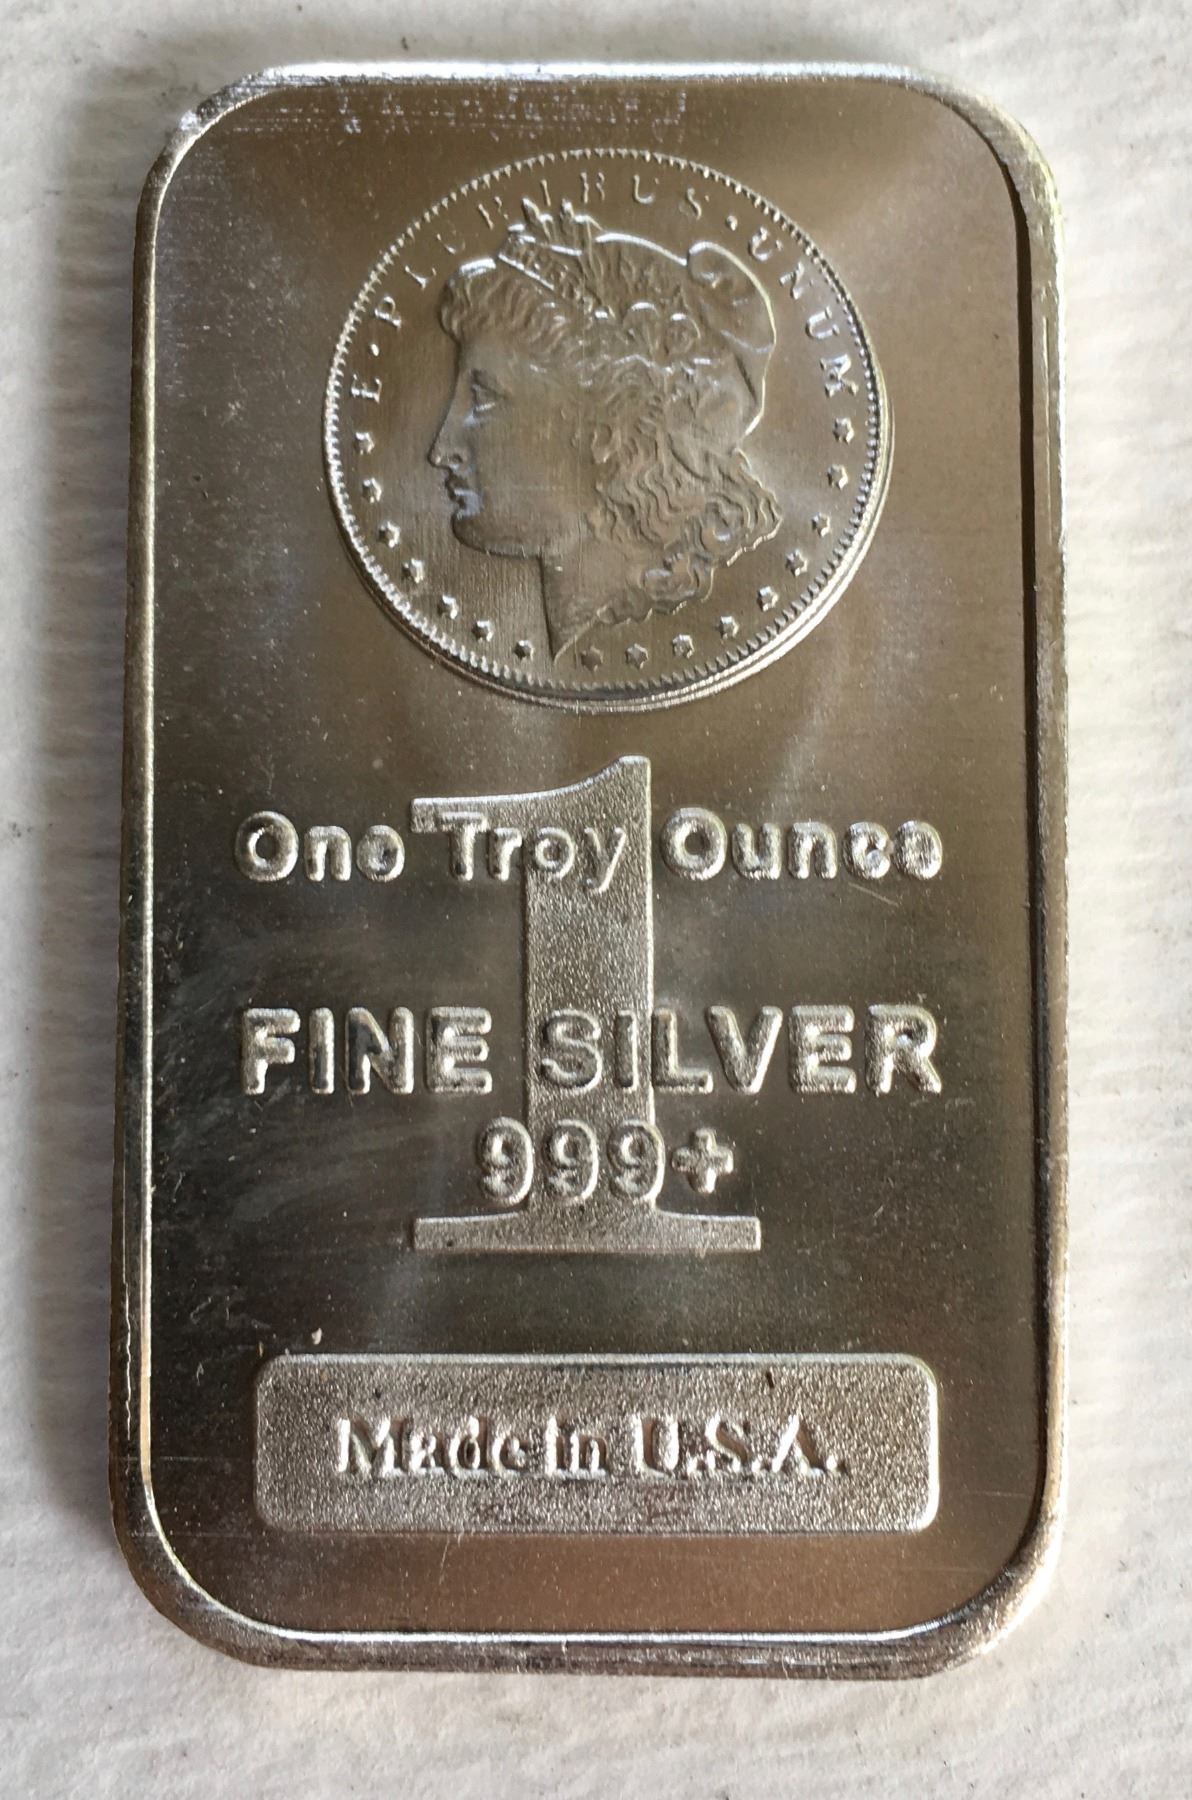 E · PLURIBUS · UNUM
1
One Troy Ounce
FINE SILVER
999+
Made in U.S.A.